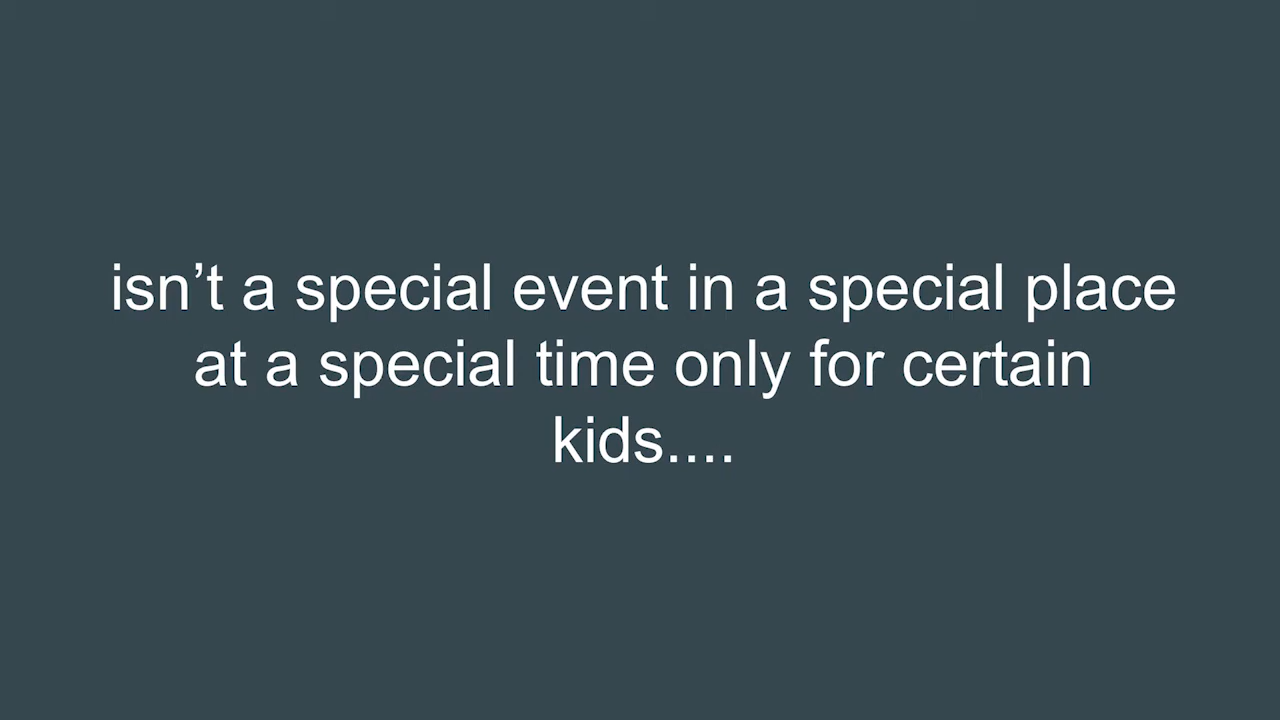 isn’t a special event in a special place
at a special time only for certain
kids....